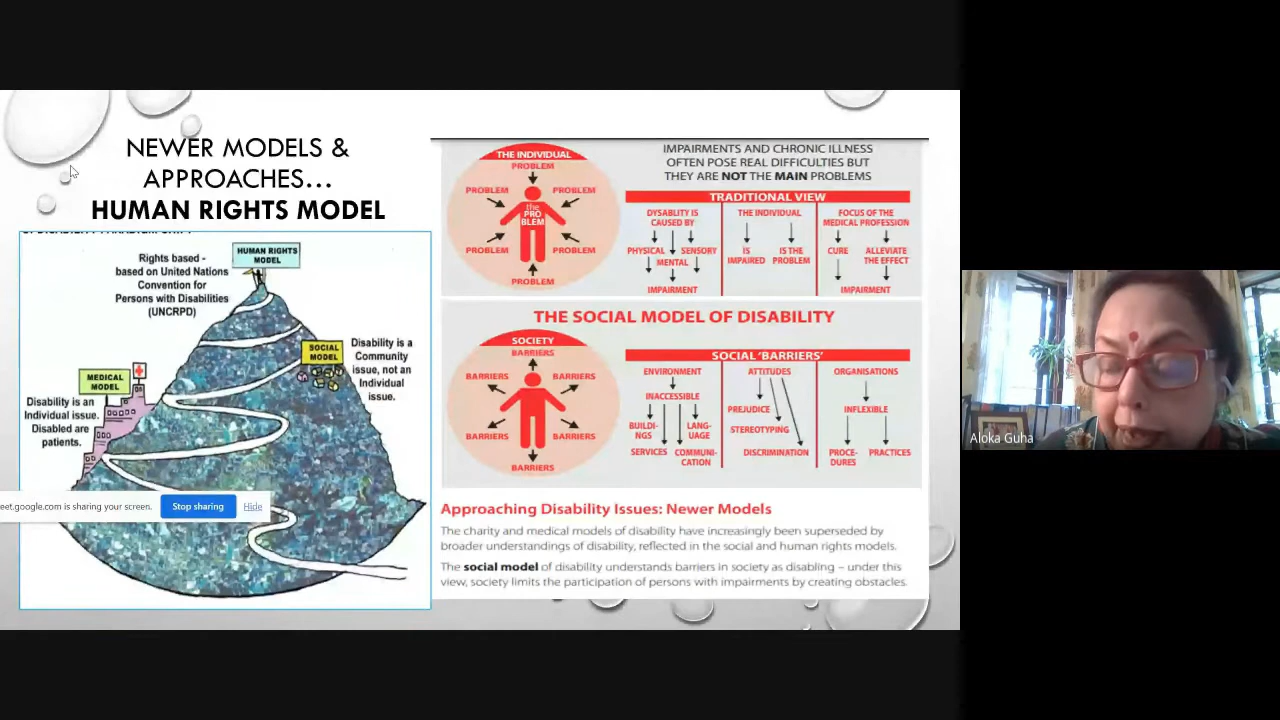 NEWER MODELS &
APPROACHES...
HUMAN RIGHTS MODEL
HUMAN RIGHTS
MODEL
Rights based -
based on United Nations
Convention for
Persons with Disabilities
(UNCRPD)
SOCIAL
MODEL
Disability is a
Community
issue, not an
Individual
issue.
MEDICAL
MODEL
Disability is an
Individual issue.
Disabled are
patients.
eet.google.com is sharing your screen.
Stop sharing
Hide
THE INDIVIDUAL
PROBLEM
PROBLEM
PROBLEM
the
PRO
BLEM
PROBLEM
PROBLEM
PROBLEM
IMPAIRMENTS AND CHRONIC ILLNESS
OFTEN POSE REAL DIFFICULTIES BUT
THEY ARE NOT THE MAIN PROBLEMS
TRADITIONAL VIEW
DYSABLITY IS
CAUSED BY
PHYSICAL
SENSORY
MENTAL
IMPAIRMENT
THE INDIVIDUAL
IS
IMPAIRED
IS THE
PROBLEM
FOCUS OF THE
MEDICAL PROFESSION
CURE
ALLEVIATE
THE EFFECT
IMPAIRMENT
THE SOCIAL MODEL OF DISABILITY
SOCIETY
BARRIERS
BARRIERS
BARRIERS
BARRIERS
BARRIERS
BARRIERS
SOCIAL 'BARRIERS'
ENVIRONMENT
INACCESSIBLE
BUILDI-
NGS
LANG-
UAGE
SERVICES
COMMUNI-
CATION
ATTITUDES
PREJUDICE
STEREOTYPING
DISCRIMINATION
ORGANISATIONS
INFLEXIBLE
PROCE-
DURES
PRACTICES
Approaching Disability Issues: Newer Models
The charity and medical models of disability have increasingly been superseded by
broader understandings of disability, reflected in the social and human rights models.
The social model of disability understands barriers in society as disabling – under this
view, society limits the participation of persons with impairments by creating obstacles.
Aloka Guha